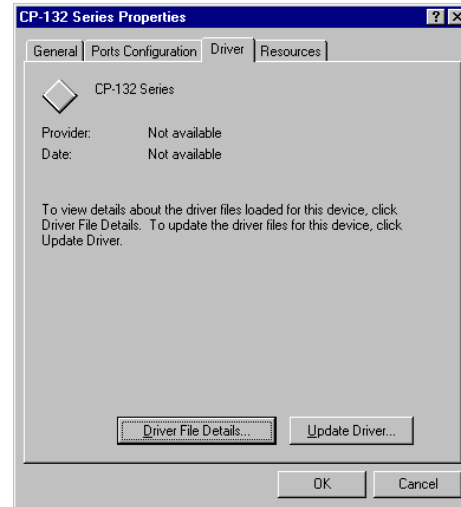 CP-132 Series Properties
General Ports Configuration Driver Resources
CP-132 Series
Provider: Not available
Date: Not available
To view details about the driver files loaded for this device, click
Driver File Details. To update the driver files for this device, click
Update Driver.
Driver File Details... Update Driver...
OK Cancel